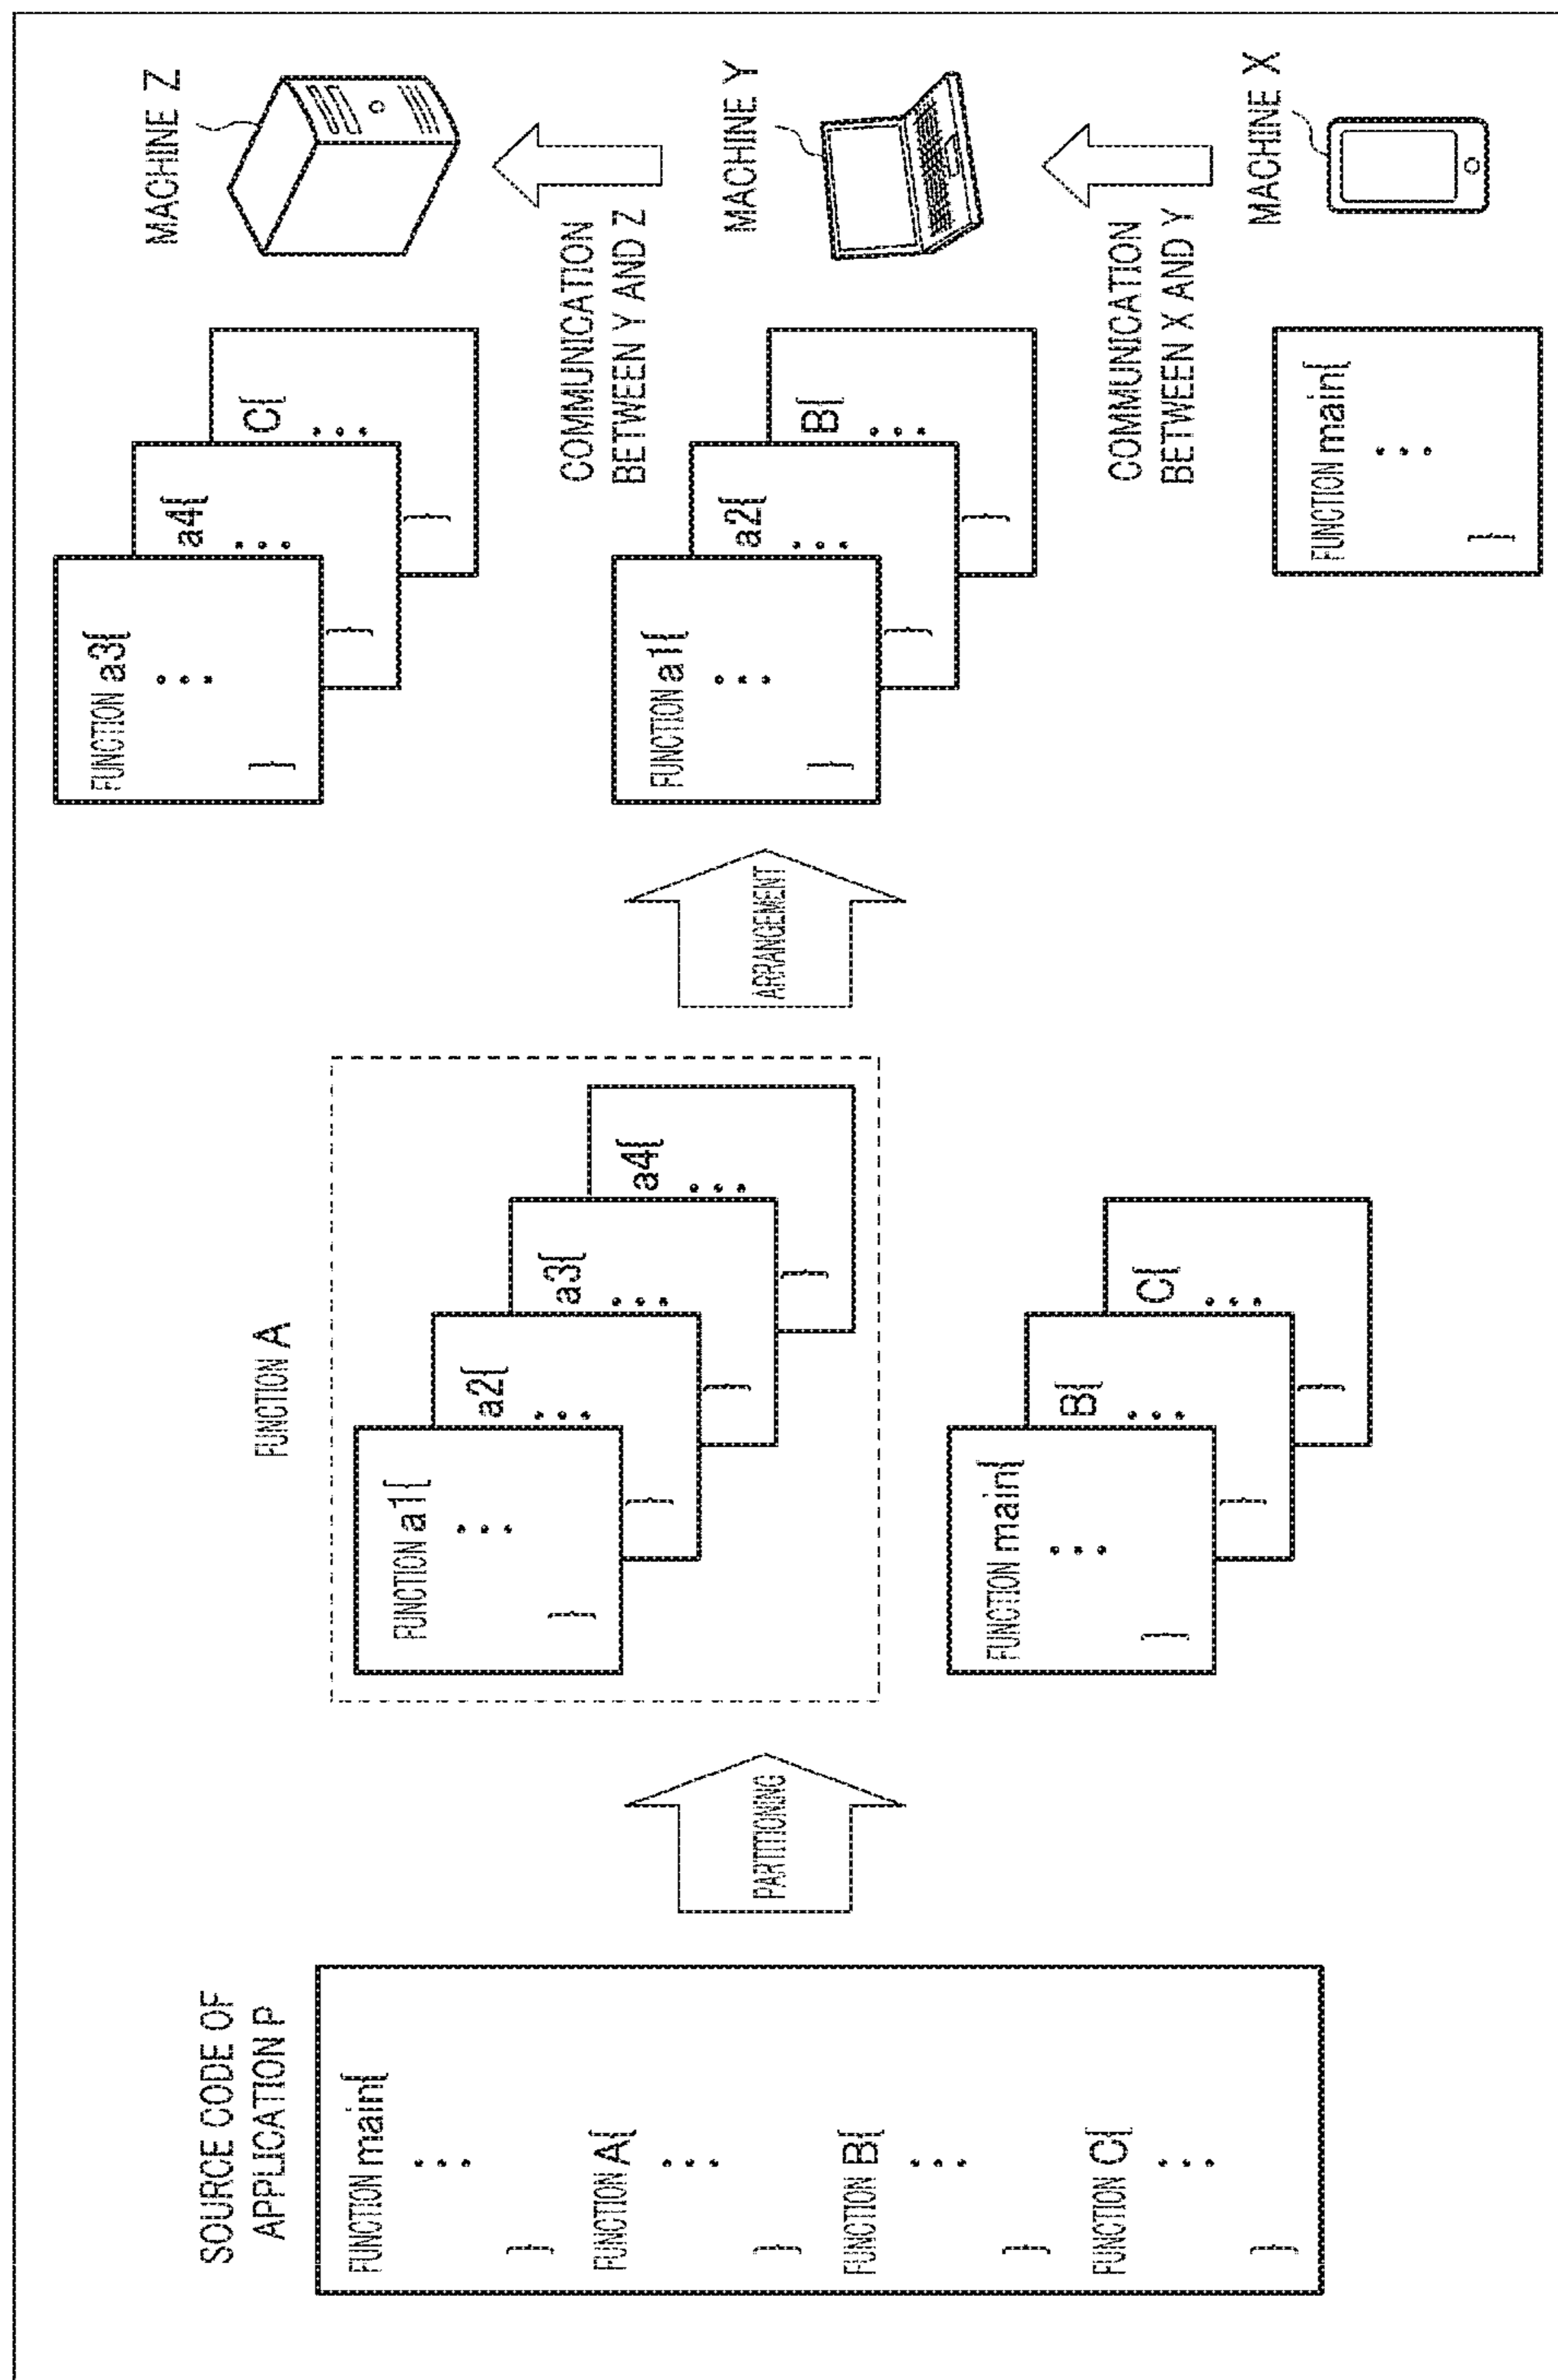 SOURCE CODE OF
APPLICATION P
FUNCTION main{
...
}
FUNCTION A{
...
}
FUNCTION B{
...
}
FUNCTION C{
...
}
PARTITIONING
FUNCTION A
FUNCTION a1{
...
}
a2{
...
}
a3{
...
}
a4{
...
}
FUNCTION main{
...
}
B{
...
}
C{
...
}
ARRANGEMENT
FUNCTION a3{
...
}
a4{
...
}
C{
...
}
MACHINE Z
COMMUNICATION
BETWEEN Y AND Z
FUNCTION a1{
...
}
a2{
...
}
B{
...
}
MACHINE Y
COMMUNICATION
BETWEEN X AND Y
FUNCTION main{
...
}
MACHINE X